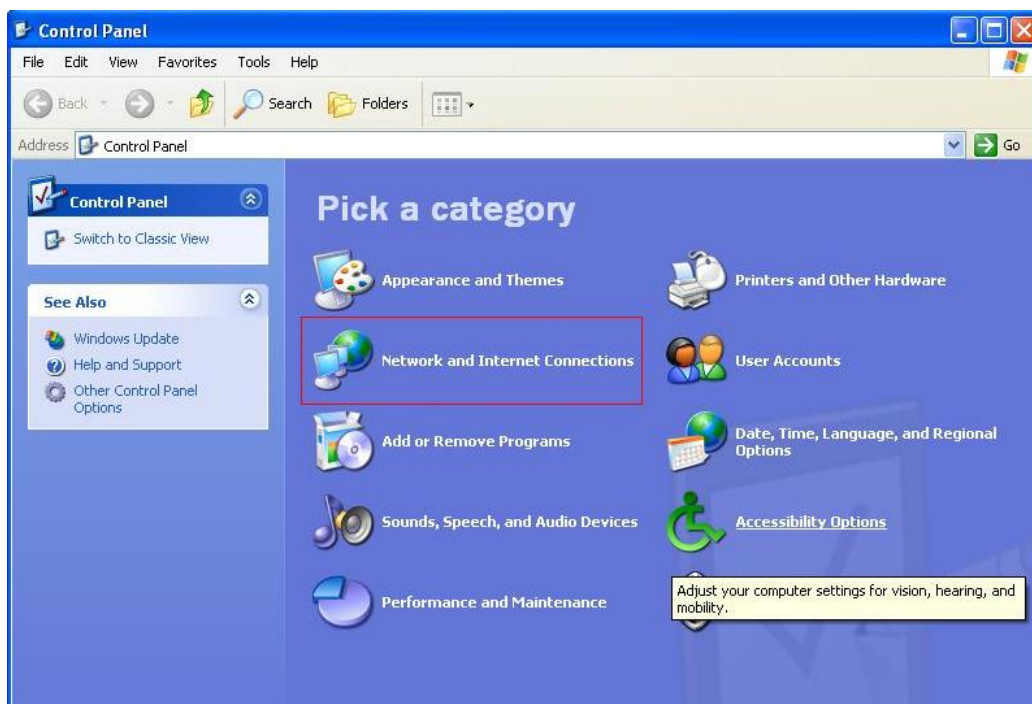 Control Panel
File Edit View Favorites Tools Help
Back Search Folders
Address Control Panel Go
Control Panel
Switch to Classic View
See Also
Windows Update
Help and Support
Other Control Panel
Options
Pick a category
Appearance and Themes
Printers and Other Hardware
Network and Internet Connections
User Accounts
Add or Remove Programs
Date, Time, Language, and Regional
Options
Sounds, Speech, and Audio Devices
Accessibility Options
Performance and Maintenance
Adjust your computer settings for vision, hearing, and
mobility.